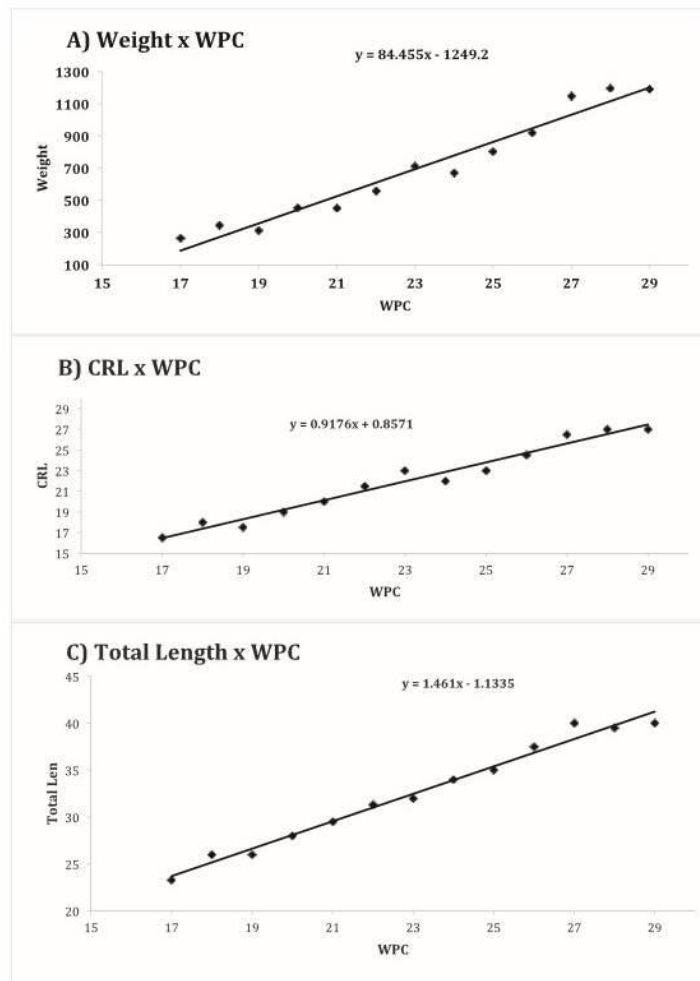 A) Weight x WPC
y = 84.455x - 1249.2
1300
1100
900
700
500
300
100
Weight
15 17 19 21 23 25 27 29
WPC
B) CRL x WPC
y = 0.9176x + 0.8571
29
27
25
23
21
19
17
15
CRL
15 17 19 21 23 25 27 29
WPC
C) Total Length x WPC
y = 1.461x - 1.1335
45
40
35
30
25
20
Total Len
15 17 19 21 23 25 27 29
WPC